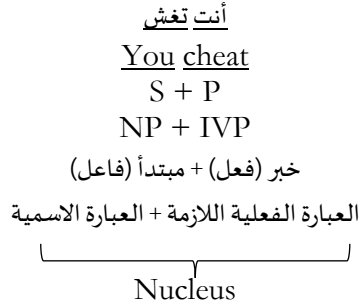 أنت تغش
You cheat
S + P
NP + IVP
خبر (فعل) + مبتدأ (فاعل)
العبارة الفعلية اللازمة + العبارة الاسمية
Nucleus